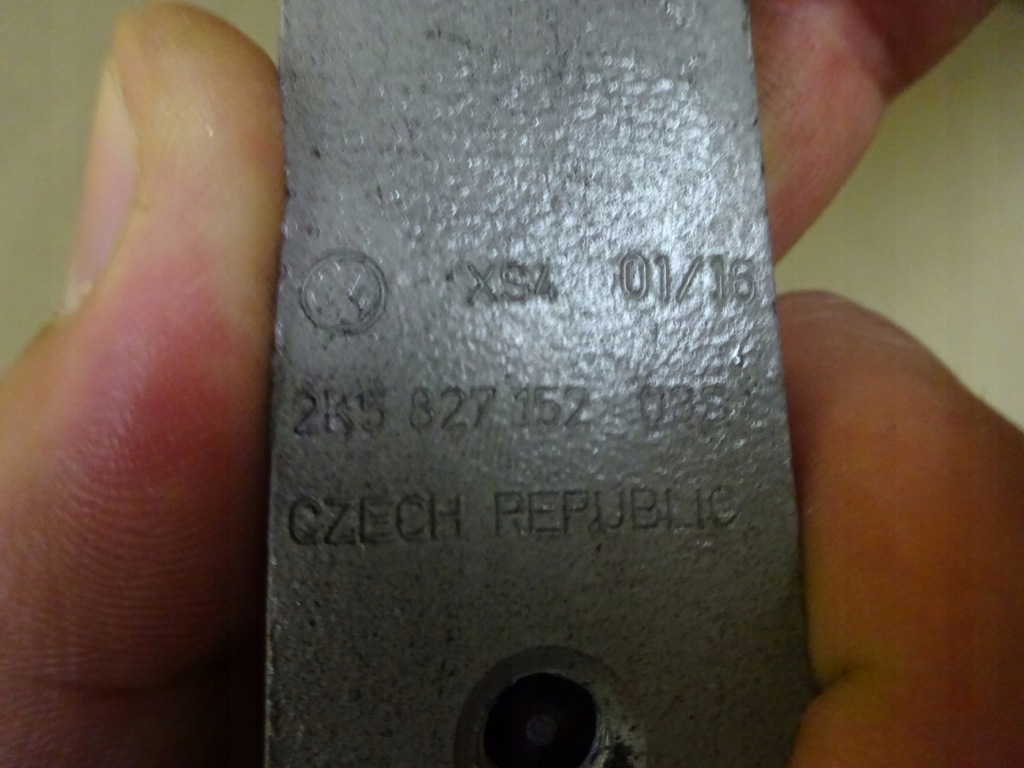 XS4 01/16
2K5 827 152 03S
CZECH REPUBLIC